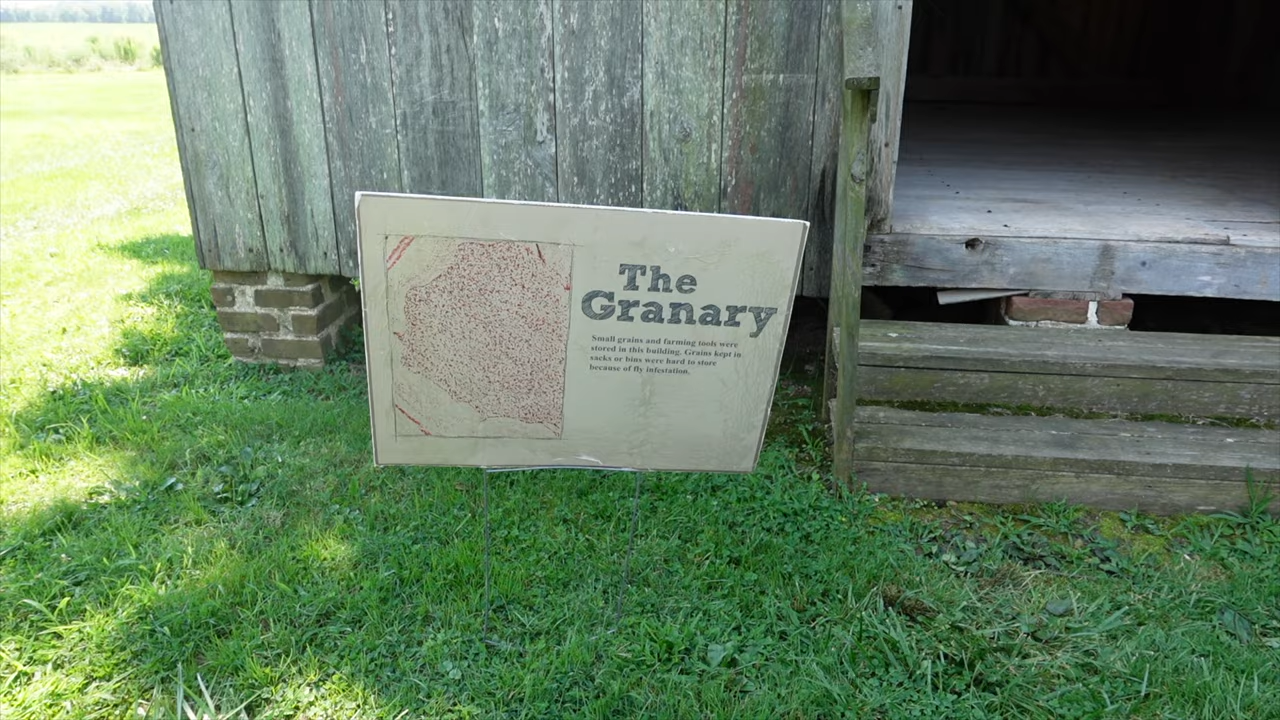 The
Granary
Small grains and farming tools were
stored in this building. Grains kept in
sacks or bins were hard to store
because of fly infestation.